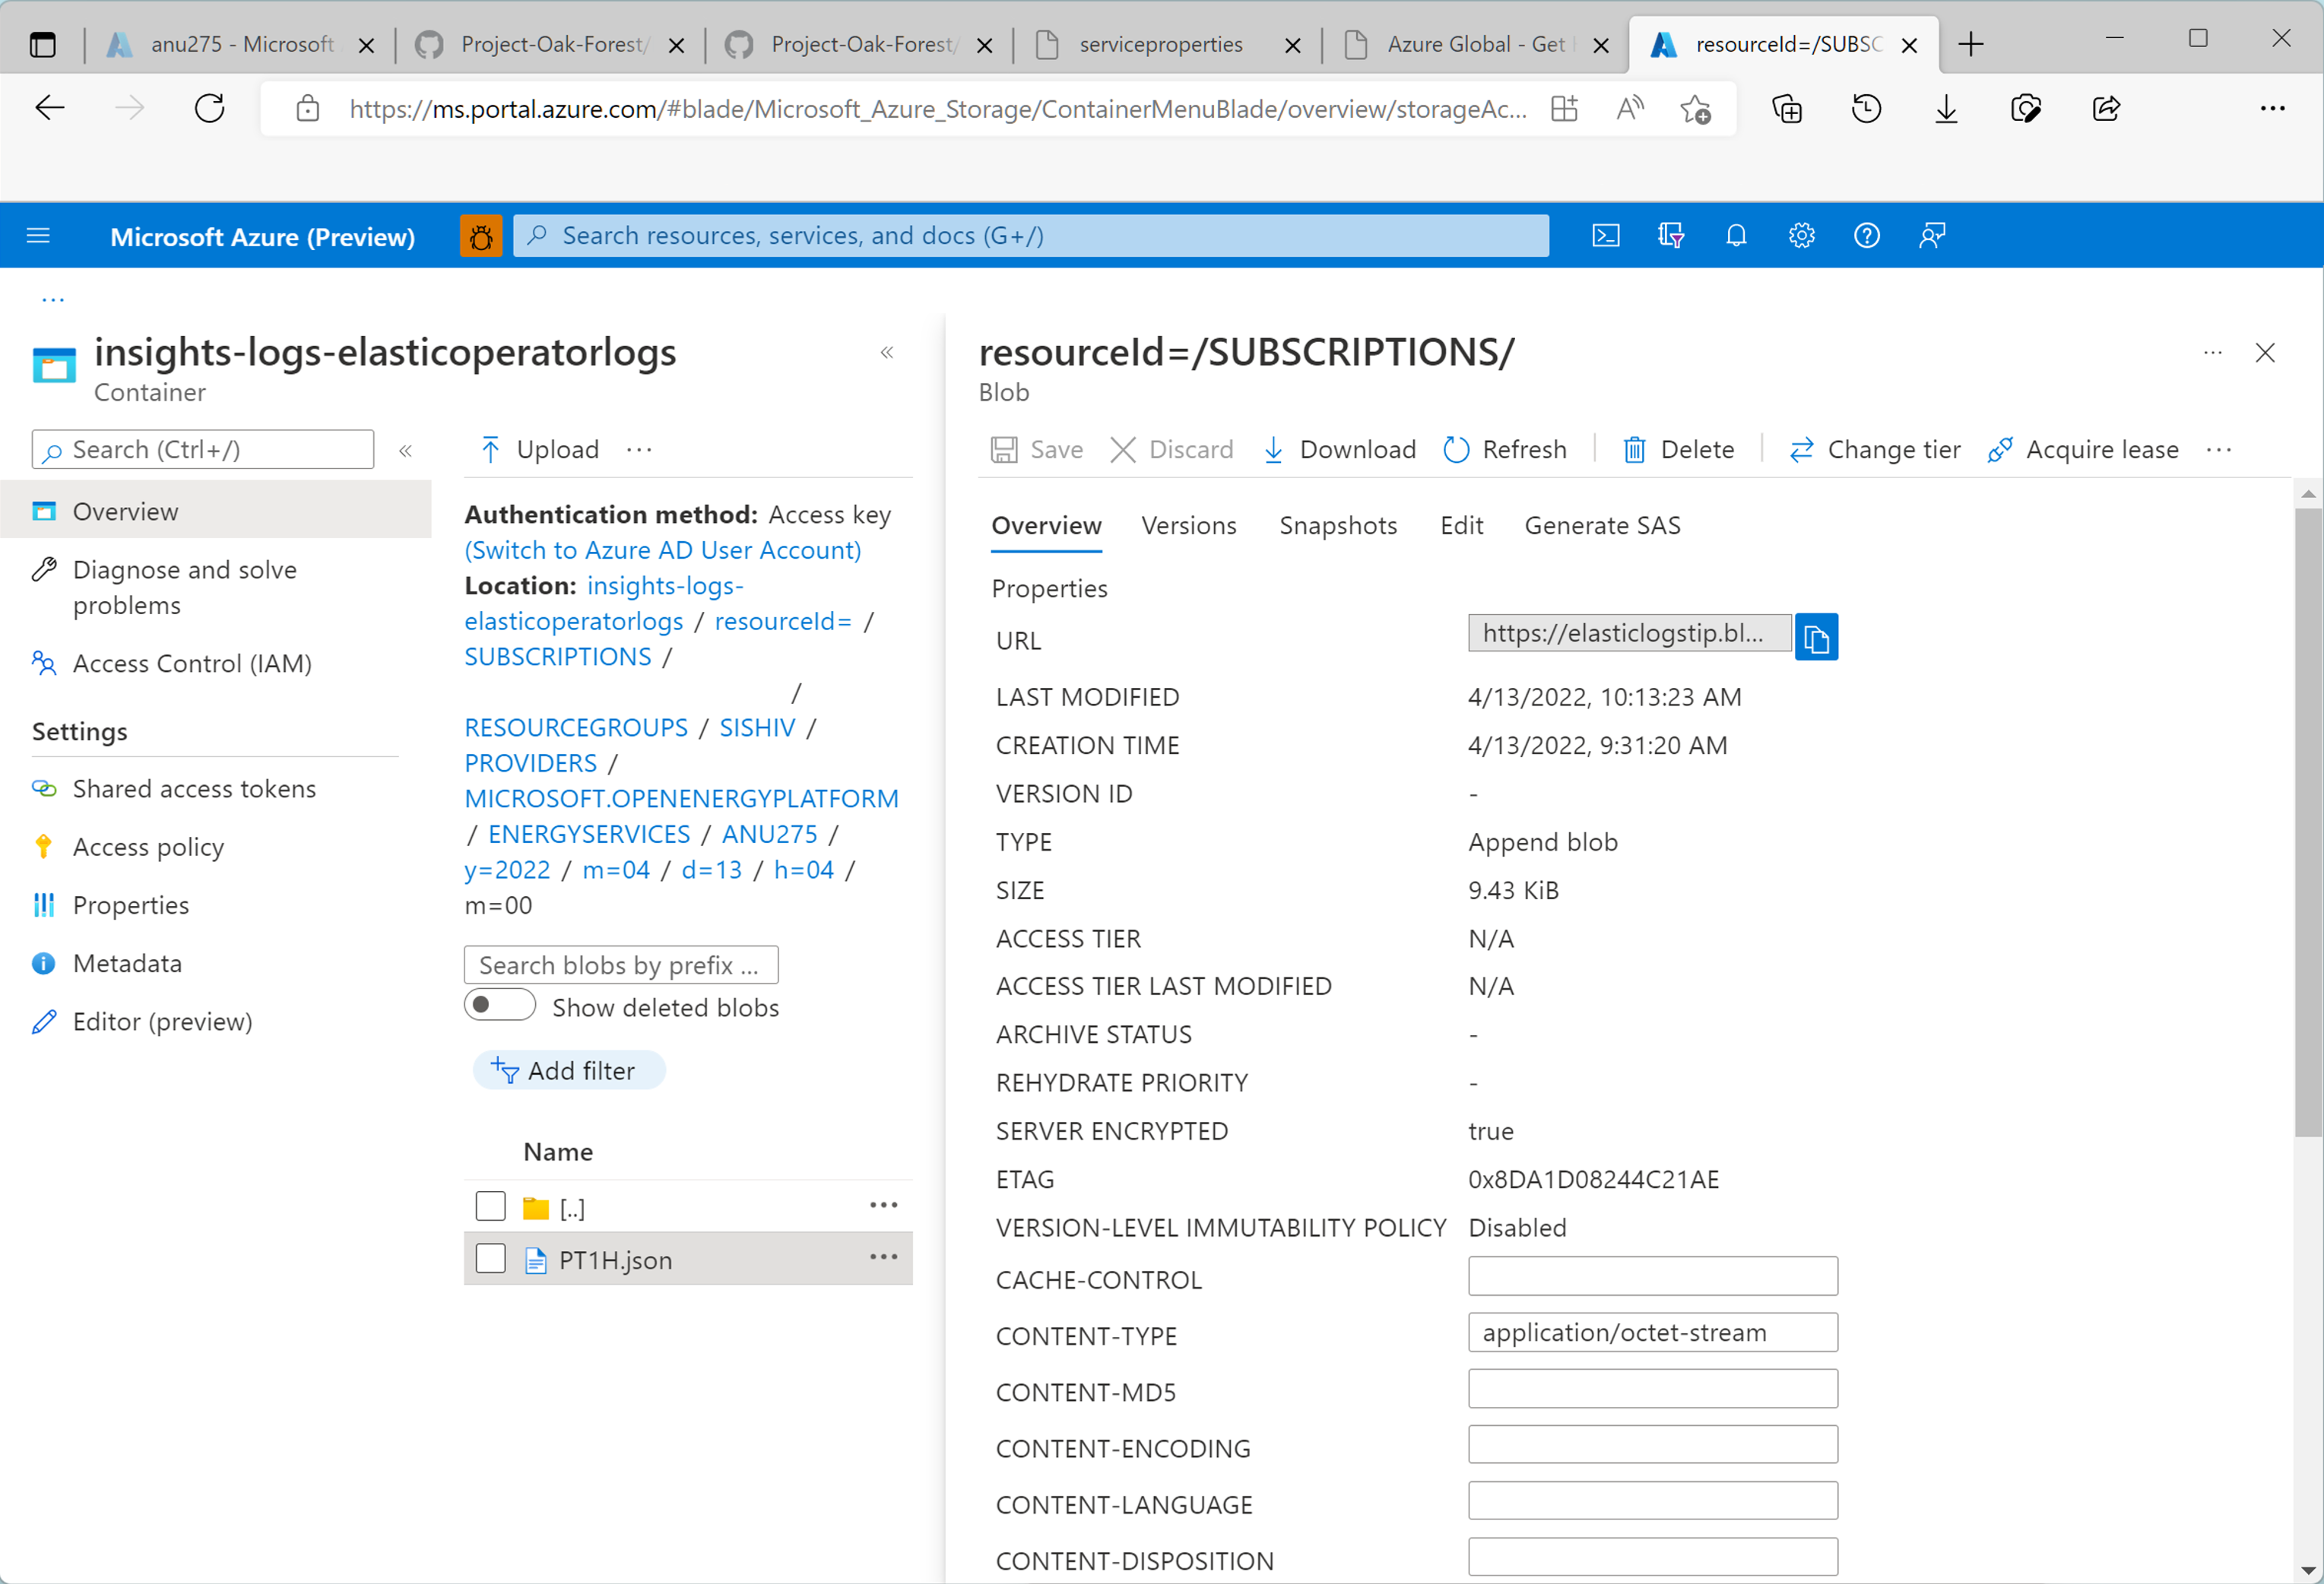 anu275 - Microsoft
Project-Oak-Forest/
Project-Oak-Forest/
serviceproperties
Azure Global - Get
resourceId=/SUBSC
https://ms.portal.azure.com/#blade/Microsoft_Azure_Storage/ContainerMenuBlade/overview/storageAc...
Microsoft Azure (Preview)
Search resources, services, and docs (G+/)
...
insights-logs-elasticoperatorlogs
Container
Search (Ctrl+/)
Overview
Diagnose and solve
problems
Access Control (IAM)
Settings
Shared access tokens
Access policy
Properties
Metadata
Editor (preview)
Upload
Authentication method: Access key
(Switch to Azure AD User Account)
Location: insights-logs-
elasticoperatorlogs / resourceId= /
SUBSCRIPTIONS /
/
RESOURCEGROUPS / SISHIV /
PROVIDERS /
MICROSOFT.OPENENERGYPLATFORM
/ ENERGYSERVICES / ANU275 /
y=2022 / m=04 / d=13 / h=04 /
m=00
Search blobs by prefix ...
Show deleted blobs
Add filter
Name
[..]
PT1H.json
resourceId=/SUBSCRIPTIONS/
Blob
Save Discard Download Refresh Delete Change tier Acquire lease
Overview Versions Snapshots Edit Generate SAS
Properties
URL https://elasticlogstip.bl...
LAST MODIFIED 4/13/2022, 10:13:23 AM
CREATION TIME 4/13/2022, 9:31:20 AM
VERSION ID -
TYPE Append blob
SIZE 9.43 KiB
ACCESS TIER N/A
ACCESS TIER LAST MODIFIED N/A
ARCHIVE STATUS -
REHYDRATE PRIORITY -
SERVER ENCRYPTED true
ETAG 0x8DA1D08244C21AE
VERSION-LEVEL IMMUTABILITY POLICY Disabled
CACHE-CONTROL
CONTENT-TYPE application/octet-stream
CONTENT-MD5
CONTENT-ENCODING
CONTENT-LANGUAGE
CONTENT-DISPOSITION